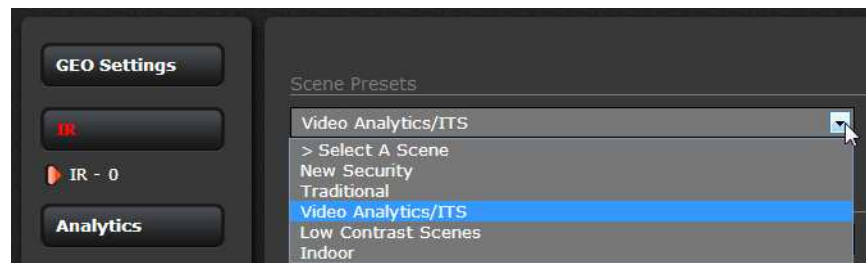 GEO Settings
IR
IR - 0
Analytics
Scene Presets
Video Analytics/ITS
> Select A Scene
New Security
Traditional
Video Analytics/ITS
Low Contrast Scenes
Indoor